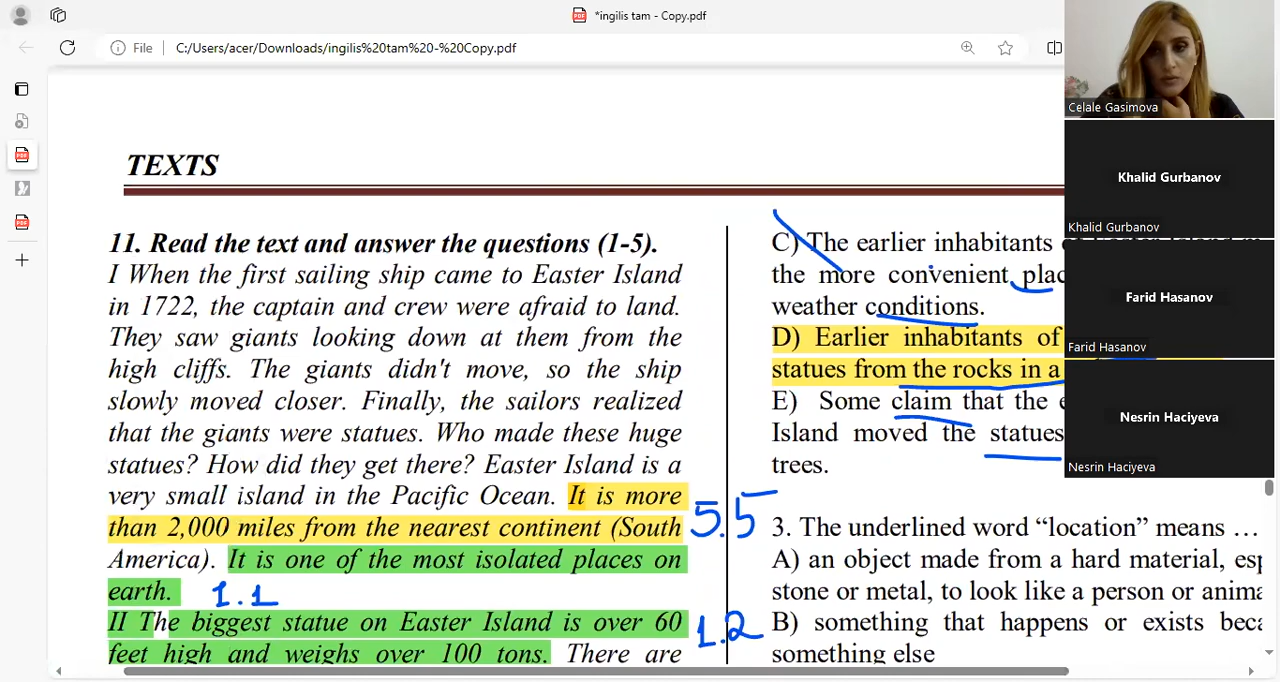 *ingilis tam - Copy.pdf
File
C:/Users/acer/Downloads/ingilis%20tam%20-%20Copy.pdf
TEXTS
11. Read the text and answer the questions (1-5).
I When the first sailing ship came to Easter Island
in 1722, the captain and crew were afraid to land.
They saw giants looking down at them from the
high cliffs. The giants didn't move, so the ship
slowly moved closer. Finally, the sailors realized
that the giants were statues. Who made these huge
statues? How did they get there? Easter Island is a
very small island in the Pacific Ocean. It is more
than 2,000 miles from the nearest continent (South
America). It is one of the most isolated places on
earth.
1.1
II The biggest statue on Easter Island is over 60
feet high and weighs over 100 tons. There are
5.5
1.2
C) The earlier inhabitants
the more convenient plac
weather conditions.
D) Earlier inhabitants of
statues from the rocks in a
E) Some claim that the e
Island moved the statues
trees.
3. The underlined word “location” means …
A) an object made from a hard material, esp
stone or metal, to look like a person or anima
B) something that happens or exists beca
something else
Celale Gasimova
Khalid Gurbanov
Khalid Gurbanov
Farid Hasanov
Farid Hasanov
Nesrin Haciyeva
Nesrin Haciyeva